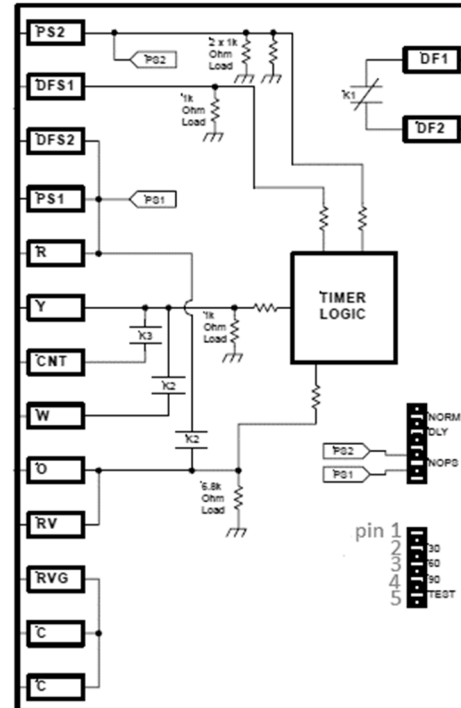 PS2
PS2
2 x 1k
Ohm
Load
DF1
DFS1
1k
Ohm
Load
K1
DF2
DFS2
PS1
PS1
R
Y
1k
Ohm
Load
TIMER
LOGIC
CNT
K3
W
K2
K2
O
6.8k
Ohm
Load
RV
RVG
C
C
NORM
DLY
PS2
NOPS
PS1
pin 1
2
30
3
60
4
90
5
TEST